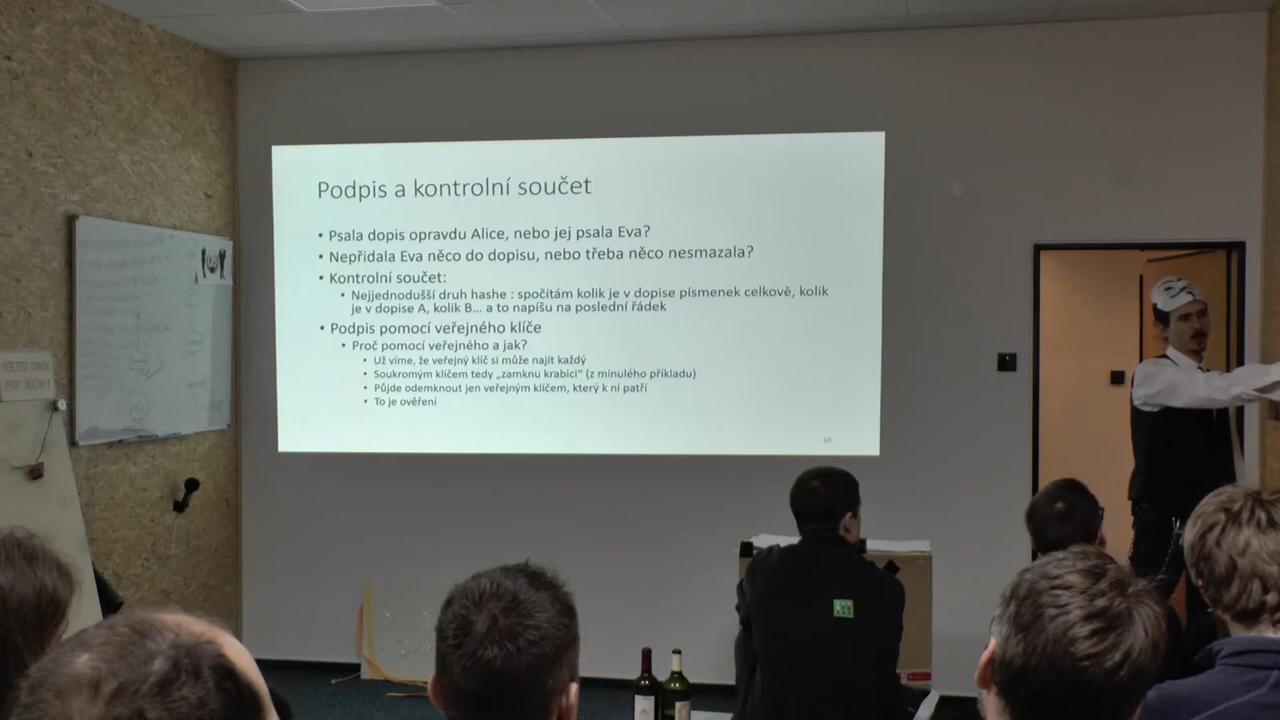 Podpis a kontrolní součet
• Psala dopis opravdu Alice, nebo jej psala Eva?
• Nepřidala Eva něco do dopisu, nebo třeba něco nesmazala?
• Kontrolní součet:
• Nejjednodušší druh hashe : spočítám kolik je v dopise písmenek celkově, kolik
je v dopise A, kolik B... a to napíšu na poslední řádek
• Podpis pomocí veřejného klíče
• Proč pomocí veřejného a jak?
• Už víme, že veřejný klíč si může najít každý
• Soukromým klíčem tedy „zamknu krabici" (z minulého příkladu)
• Půjde odemknout jen veřejným klíčem, který k ní patří
• To je ověření
10